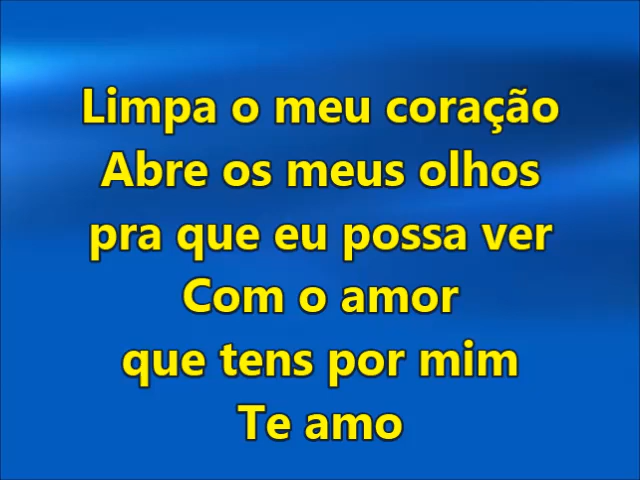 Limpa o meu coração
Abre os meus olhos
pra que eu possa ver
Com o amor
que tens por mim
Te amo